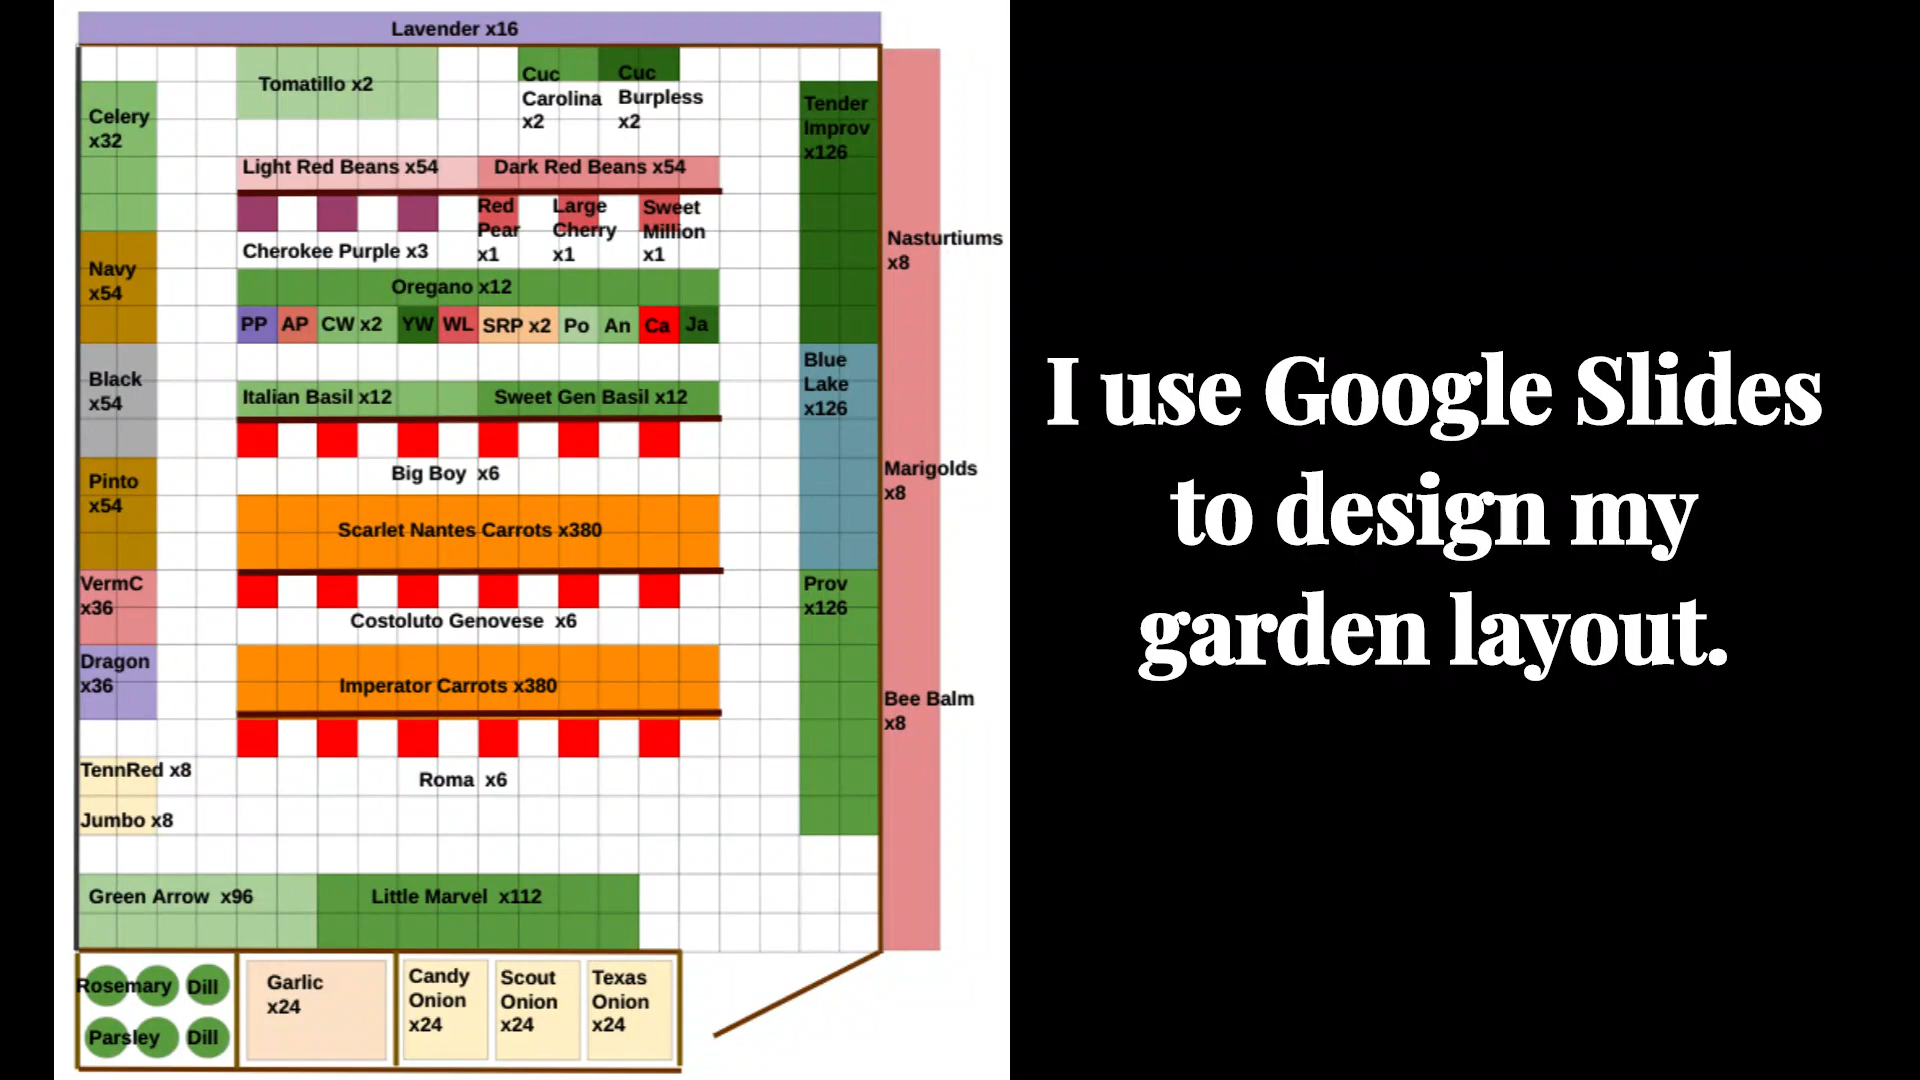 Lavender x16
Tomatillo x2
Cuc
Carolina
x2
Cuc
Burpless
x2
Celery
x32
Tender
Improv
x126
Light Red Beans x54
Dark Red Beans x54
Red
Pear
x1
Large
Cherry
x1
Sweet
Million
x1
Cherokee Purple x3
Nasturtiums
x8
Navy
x54
Oregano x12
PP
AP
CW x2
YW
WL
SRP x2
Po
An
Ca
Ja
Black
x54
Blue
Lake
x126
Italian Basil x12
Sweet Gen Basil x12
Big Boy x6
Marigolds
x8
Pinto
x54
Scarlet Nantes Carrots x380
VermC
x36
Prov
x126
Costoluto Genovese x6
Dragon
x36
Imperator Carrots x380
Bee Balm
x8
TennRed x8
Roma x6
Jumbo x8
Green Arrow x96
Little Marvel x112
Rosemary
Dill
Parsley
Dill
Garlic
x24
Candy
Onion
x24
Scout
Onion
x24
Texas
Onion
x24
I use Google Slides
to design my
garden layout.